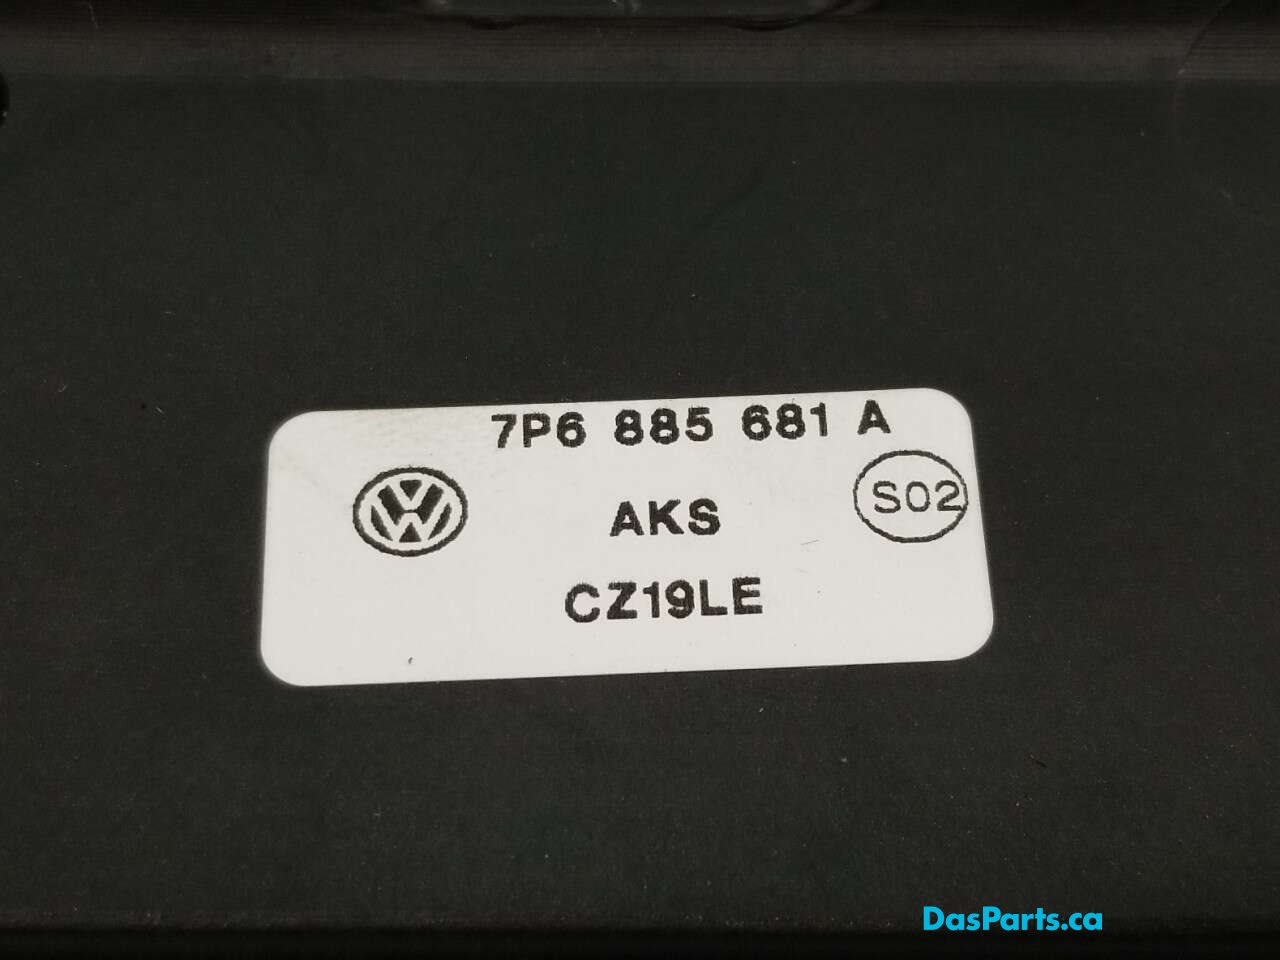 7P6 885 681 A
AKS
S02
CZ19LE
DasParts.ca